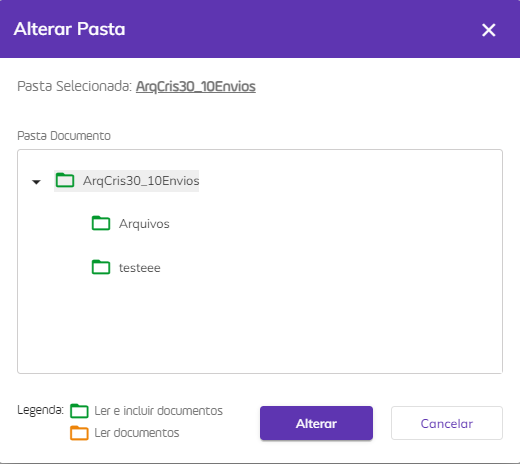 Alterar Pasta
Pasta Selecionada: ArqCris30_10Envios
Pasta Documento
ArqCris30_10Envios
Arquivos
testeee
Legenda: Ler e incluir documentos
Ler documentos
Alterar
Cancelar